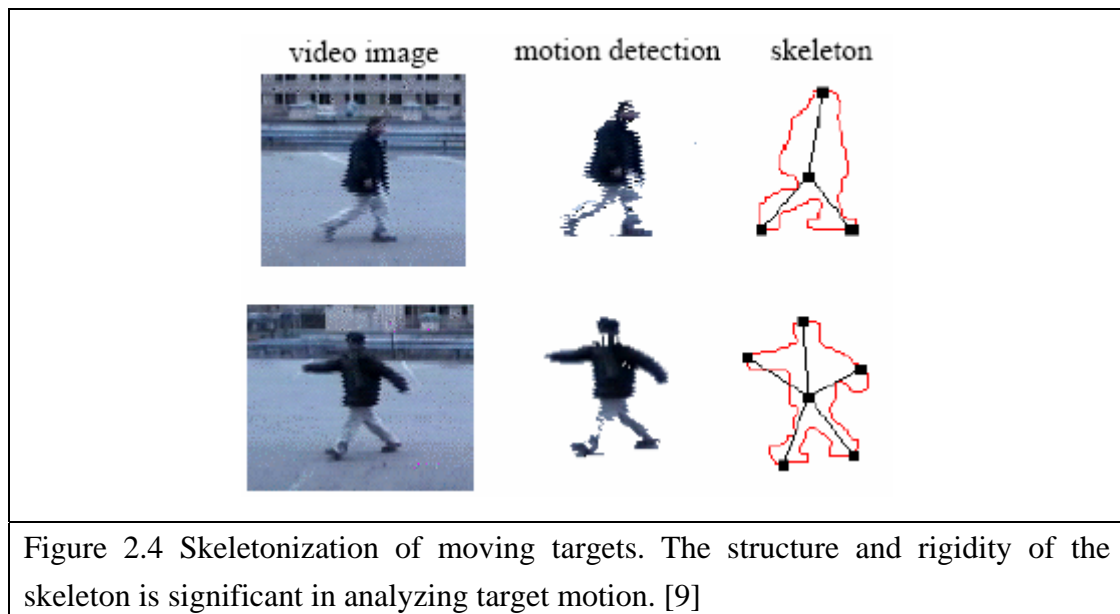 video image motion detection skeleton
Figure 2.4 Skeletonization of moving targets. The structure and rigidity of the
skeleton is significant in analyzing target motion. [9]